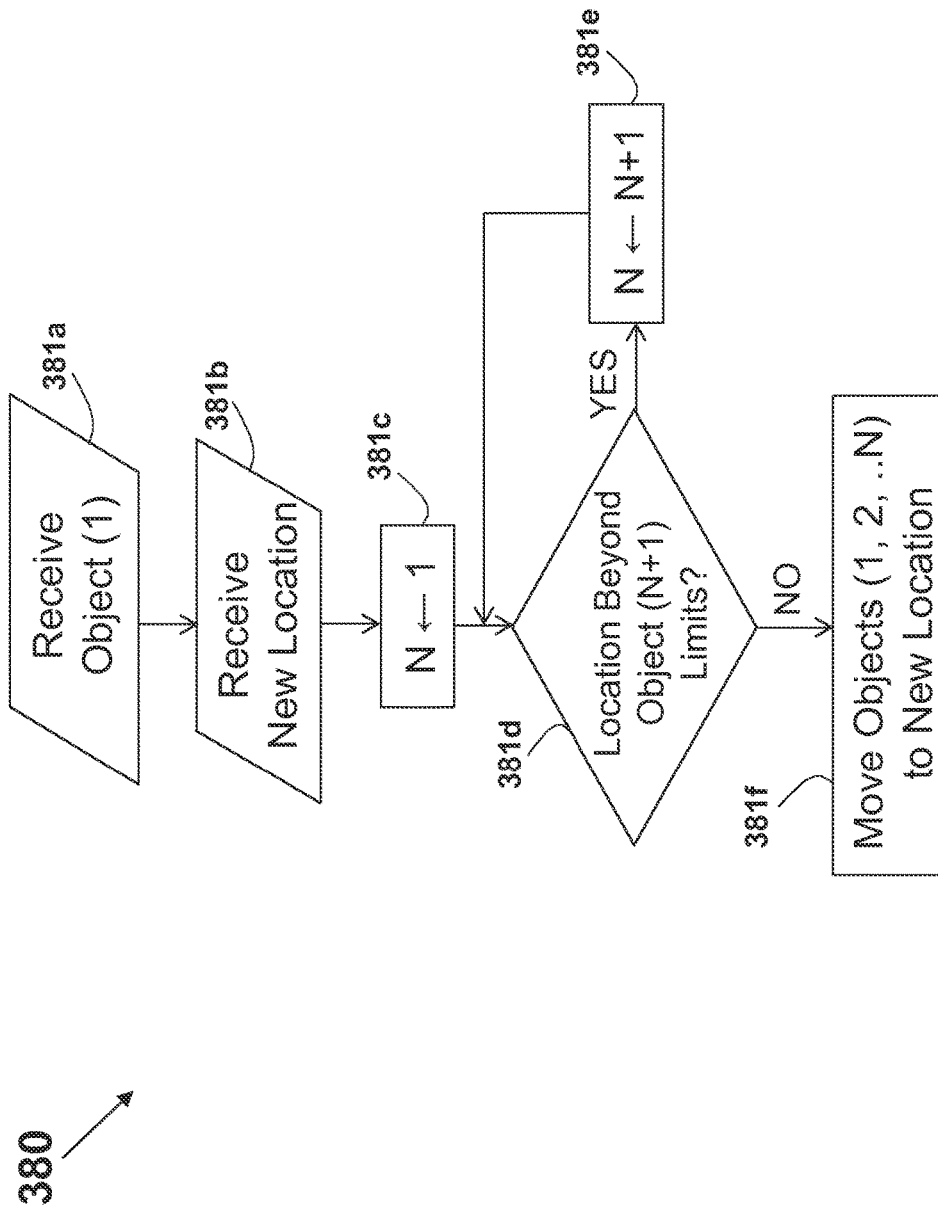 380
381a
Receive
Object (1)
381b
Receive
New Location
381c
N ← 1
381d
Location Beyond
Object (N+1)
Limits?
YES
381e
N ← N+1
NO
381f
Move Objects (1, 2, ..N)
to New Location